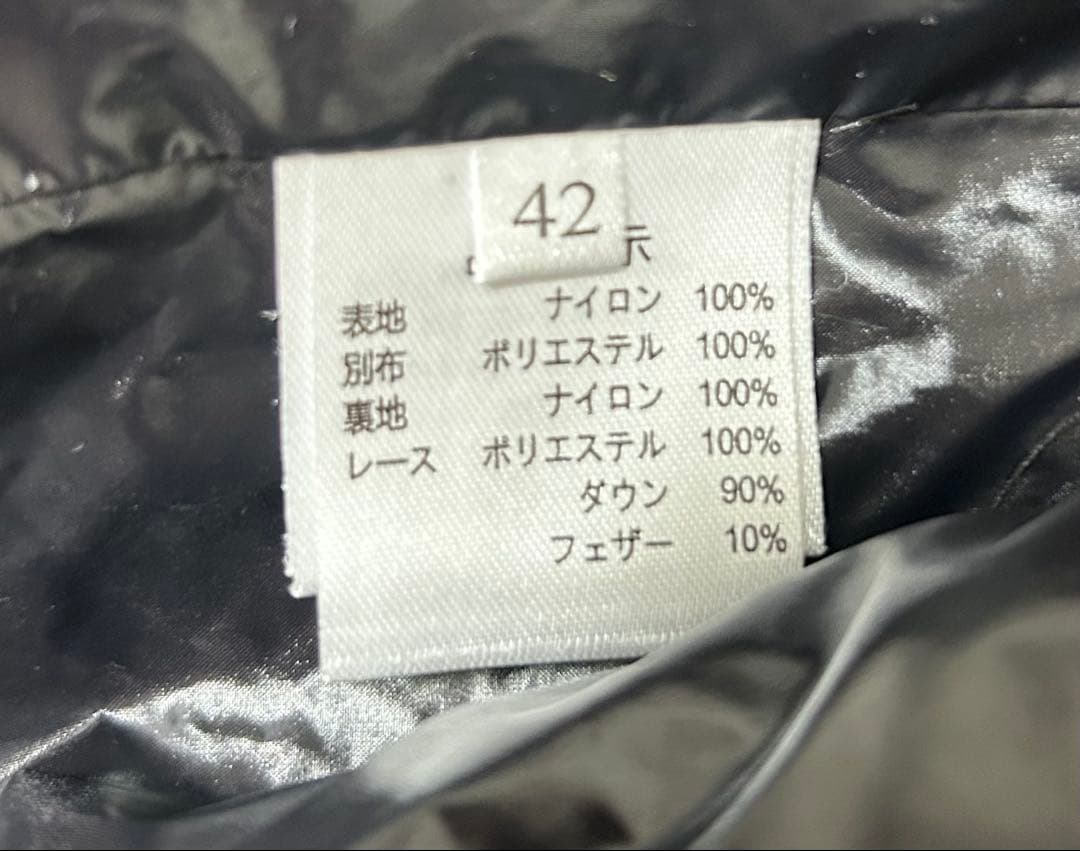 42
示
表地 ナイロン 100%
別布 ポリエステル 100%
裏地 ナイロン 100%
レース ポリエステル 100%
ダウン 90%
フェザー 10%